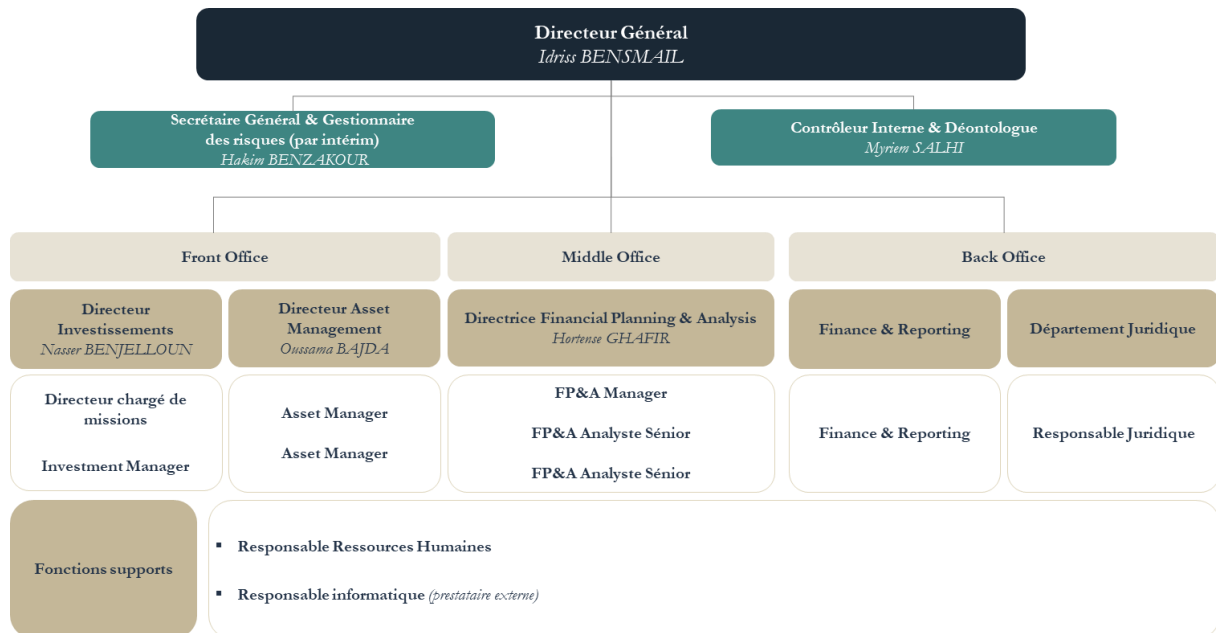 Directeur Général
Idriss BENSMAIL
Secrétaire Général & Gestionnaire
des risques (par intérim)
Hakim BENZAKOUR
Contrôleur Interne & Déontologue
Myriem SALHI
Front Office
Middle Office
Back Office
Directeur
Investissements
Nasser BENJELLOUN
Directeur Asset
Management
Oussama BAJDA
Directrice Financial Planning & Analysis
Hortense GHAFIR
Finance & Reporting
Département Juridique
Directeur chargé de
missions
Investment Manager
Asset Manager
Asset Manager
FP&A Manager
FP&A Analyste Sénior
FP&A Analyste Sénior
Finance & Reporting
Responsable Juridique
Fonctions supports
▪ Responsable Ressources Humaines
▪ Responsable informatique (prestataire externe)